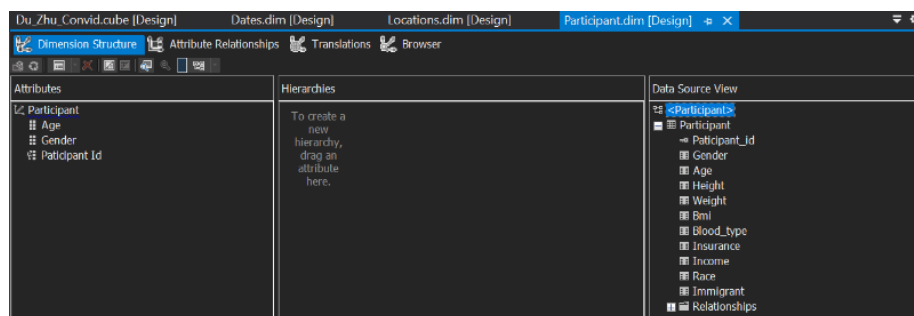 Du_Zhu_Convid.cube [Design] Dates.dim [Design] Locations.dim [Design] Participant.dim [Design]
Dimension Structure Attribute Relationships Translations Browser
Attributes
Participant
Age
Gender
Paticipant Id
Hierarchies
To create a
new
hierarchy,
drag an
attribute
here.
Data Source View
<Participant>
Participant
Paticipant_id
Gender
Age
Height
Weight
Bmi
Blood_type
Insurance
Income
Race
Immigrant
Relationships